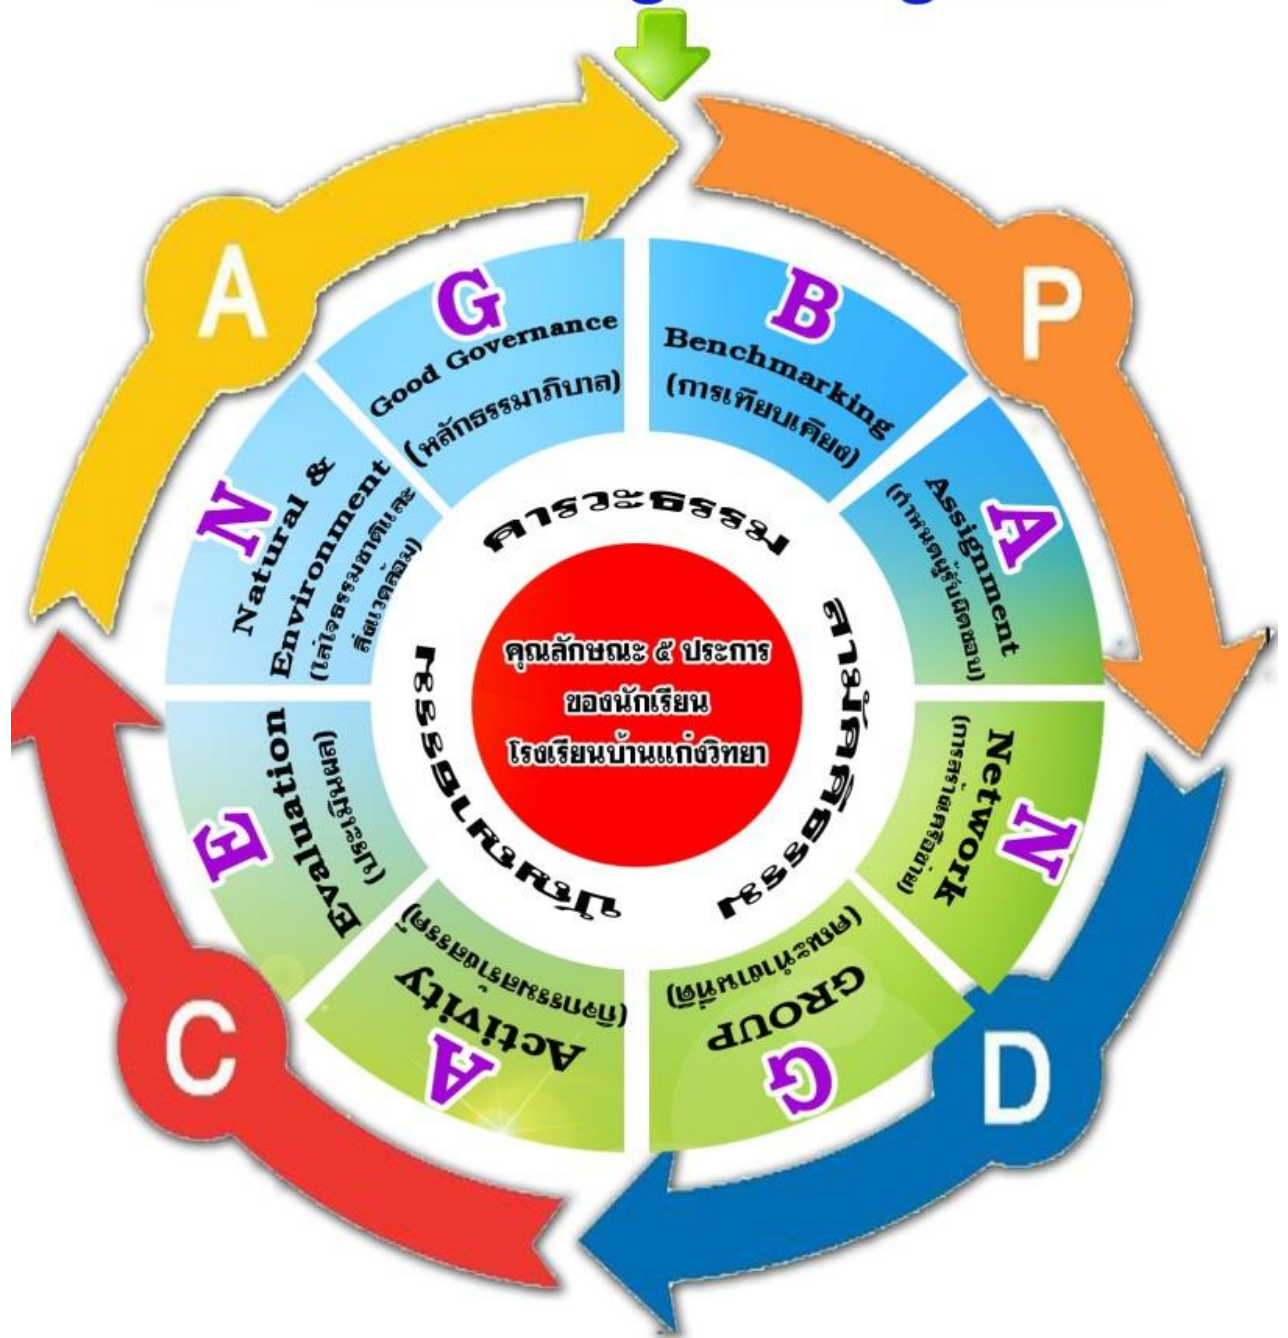 P
D
C
A
B
Benchmarking
(การเทียบเคียง)
A
Assignment
(กำหนดผู้รับผิดชอบ)
N
Network
(การสร้างเครือข่าย)
G
GROUP
(คณะทำงานที่ดี)
A
Activity
(กิจกรรมสร้างสรรค์)
E
Evaluation
(ประเมินผล)
N
Natural &
Environment
(ใส่ใจธรรมชาติและ
สิ่งแวดล้อม)
G
Good Governance
(หลักธรรมาภิบาล)
คารวะธรรม
สามัคคีธรรม
ปัญญาธรรม
คุณลักษณะ ๕ ประการ
ของนักเรียน
โรงเรียนบ้านแก่งวิทยา